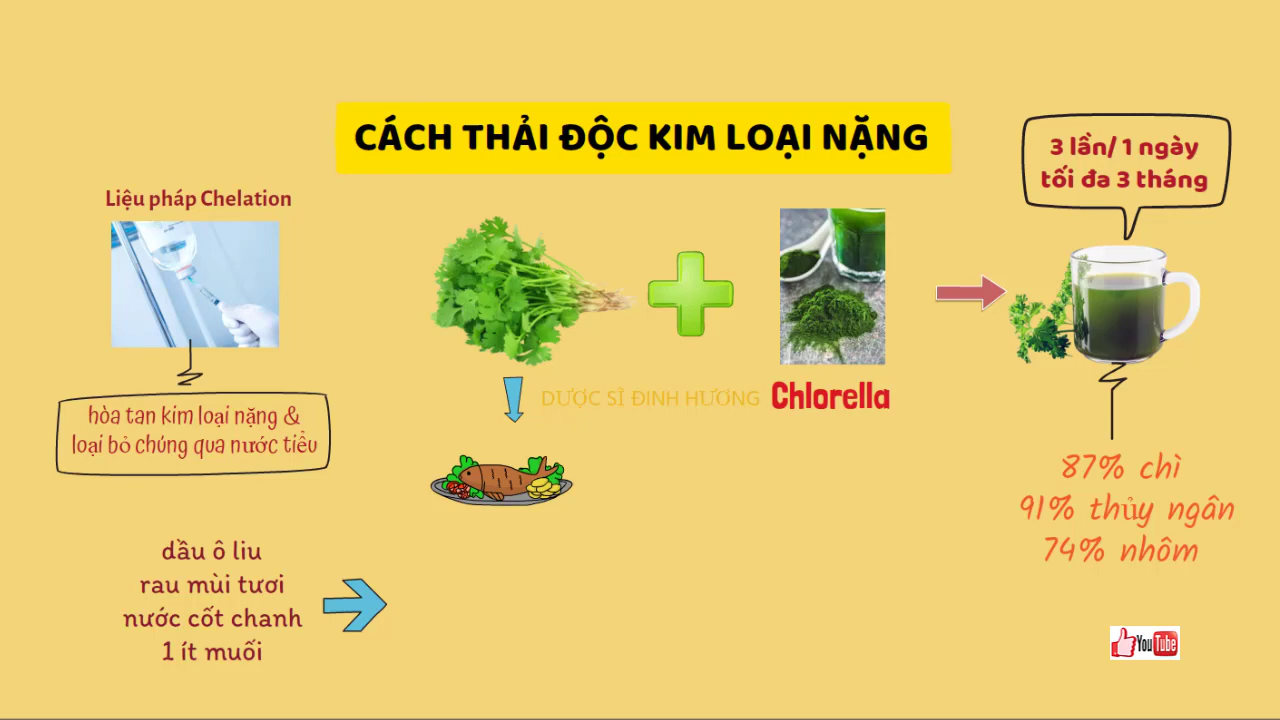 CÁCH THẢI ĐỘC KIM LOẠI NẶNG
3 lần/ 1 ngày
tối đa 3 tháng
Liệu pháp Chelation
hòa tan kim loại nặng &
loại bỏ chúng qua nước tiểu
DƯỢC SĨ ĐINH HƯƠNG
Chlorella
87% chì
91% thủy ngân
74% nhôm
dầu ô liu
rau mùi tươi
nước cốt chanh
1 ít muối
YouTube